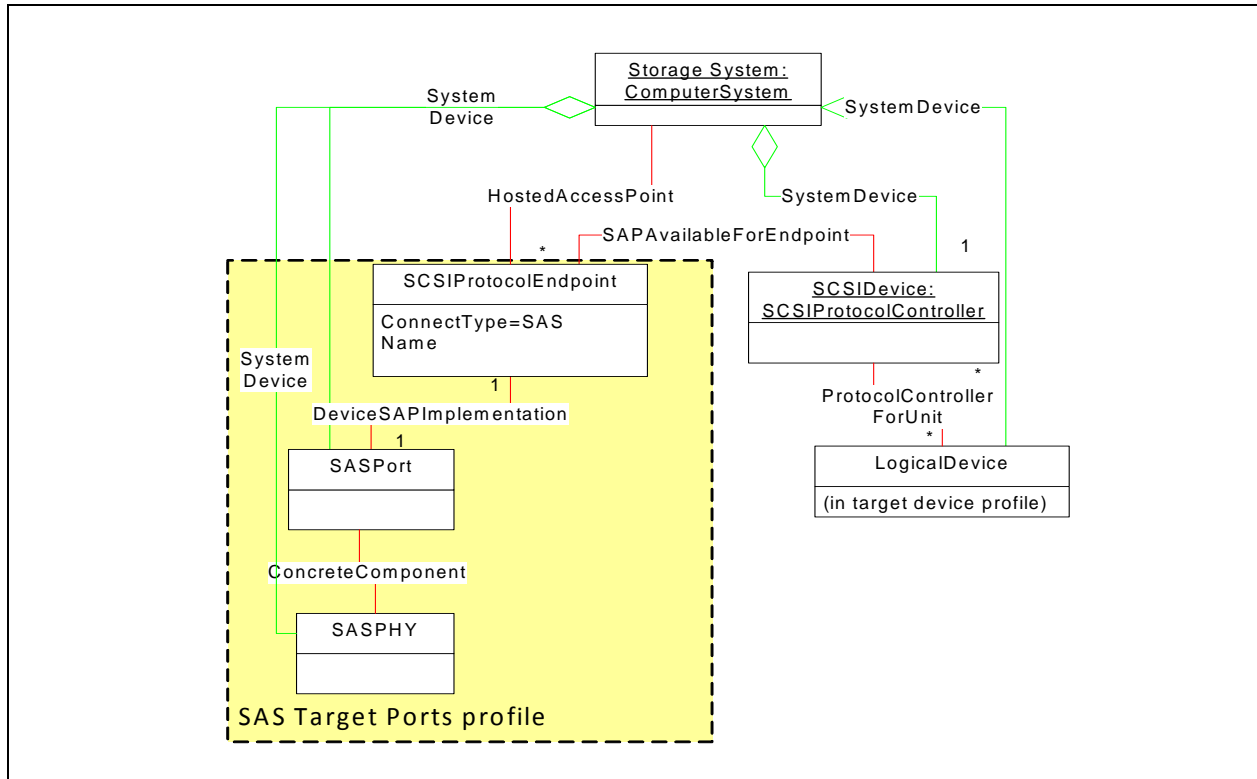 Storage System:
ComputerSystem
System
Device
SystemDevice
HostedAccessPoint
SystemDevice
SAPAvailableForEndpoint
*
1
SCSIProtocolEndpoint
ConnectType=SAS
Name
SCSIDevice:
SCSIProtocolController
System
Device
1
*
DeviceSAPImplementation
ProtocolController
ForUnit
1
*
SASPort
LogicalDevice
(in target device profile)
ConcreteComponent
SASPHY
SAS Target Ports profile